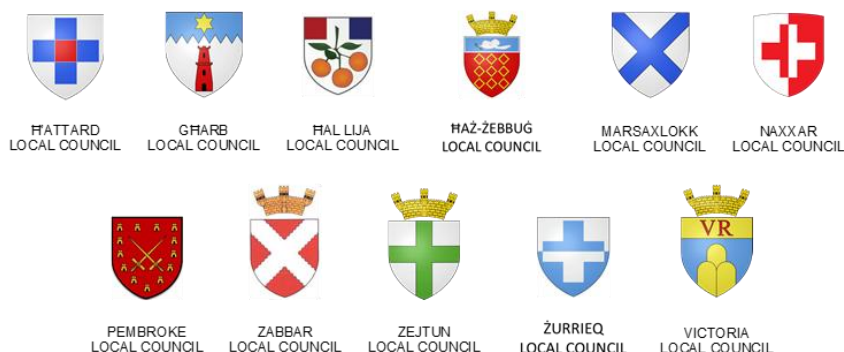 ĦATTARD
LOCAL COUNCIL
GĦARB
LOCAL COUNCIL
ĦAL LIJA
LOCAL COUNCIL
ĦAŻ-ŻEBBUĠ
LOCAL COUNCIL
MARSAXLOKK
LOCAL COUNCIL
NAXXAR
LOCAL COUNCIL
VR
PEMBROKE
LOCAL COUNCIL
ZABBAR
LOCAL COUNCIL
ZEJTUN
LOCAL COUNCIL
ŻURRIEQ
LOCAL COUNCIL
VICTORIA
LOCAL COUNCIL